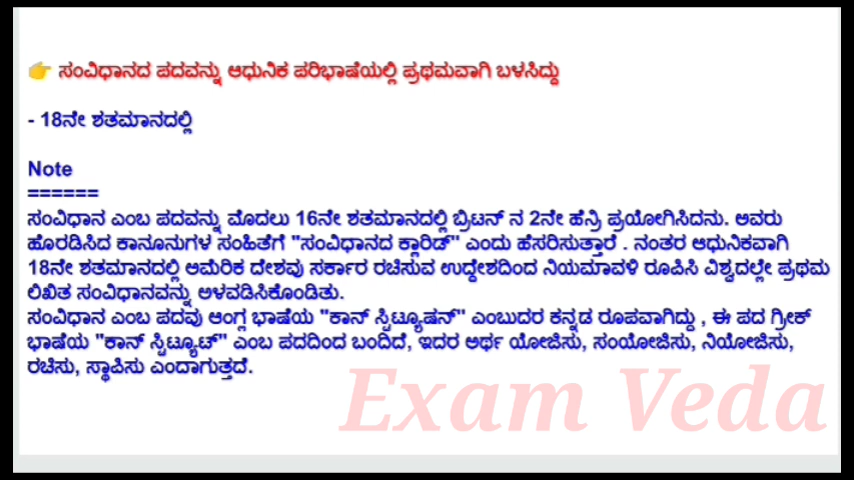 👉 ಸಂವಿಧಾನದ ಪದವನ್ನು ಆಧುನಿಕ ಪರಿಭಾಷೆಯಲ್ಲಿ ಪ್ರಥಮವಾಗಿ ಬಳಸಿದ್ದು
- 18ನೇ ಶತಮಾನದಲ್ಲಿ
Note
======
ಸಂವಿಧಾನ ಎಂಬ ಪದವನ್ನು ಮೊದಲು 16ನೇ ಶತಮಾನದಲ್ಲಿ ಬ್ರಿಟನ್ ನ 2ನೇ ಹೆನ್ರಿ ಪ್ರಯೋಗಿಸಿದನು. ಅವರು
ಹೊರಡಿಸಿದ ಕಾನೂನುಗಳ ಸಂಹಿತೆಗೆ "ಸಂವಿಧಾನದ ಕ್ಲಾರಿಡ್" ಎಂದು ಹೆಸರಿಸುತ್ತಾರೆ . ನಂತರ ಆಧುನಿಕವಾಗಿ
18ನೇ ಶತಮಾನದಲ್ಲಿ ಅಮೆರಿಕ ದೇಶವು ಸರ್ಕಾರ ರಚಿಸುವ ಉದ್ದೇಶದಿಂದ ನಿಯಮಾವಳಿ ರೂಪಿಸಿ ವಿಶ್ವದಲ್ಲೇ ಪ್ರಥಮ
ಲಿಖಿತ ಸಂವಿಧಾನವನ್ನು ಅಳವಡಿಸಿಕೊಂಡಿತು.
ಸಂವಿಧಾನ ಎಂಬ ಪದವು ಆಂಗ್ಲ ಭಾಷೆಯ "ಕಾನ್ ಸ್ಟಿಟ್ಯೂಷನ್" ಎಂಬುದರ ಕನ್ನಡ ರೂಪವಾಗಿದ್ದು , ಈ ಪದ ಗ್ರೀಕ್
ಭಾಷೆಯ "ಕಾನ್ ಸ್ಟಿಟ್ಯೂಟ್" ಎಂಬ ಪದದಿಂದ ಬಂದಿದೆ, ಇದರ ಅರ್ಥ ಯೋಜಿಸು, ಸಂಯೋಜಿಸು, ನಿಯೋಜಿಸು,
ರಚಿಸು, ಸ್ಥಾಪಿಸು ಎಂದಾಗುತ್ತದೆ.
Exam Veda